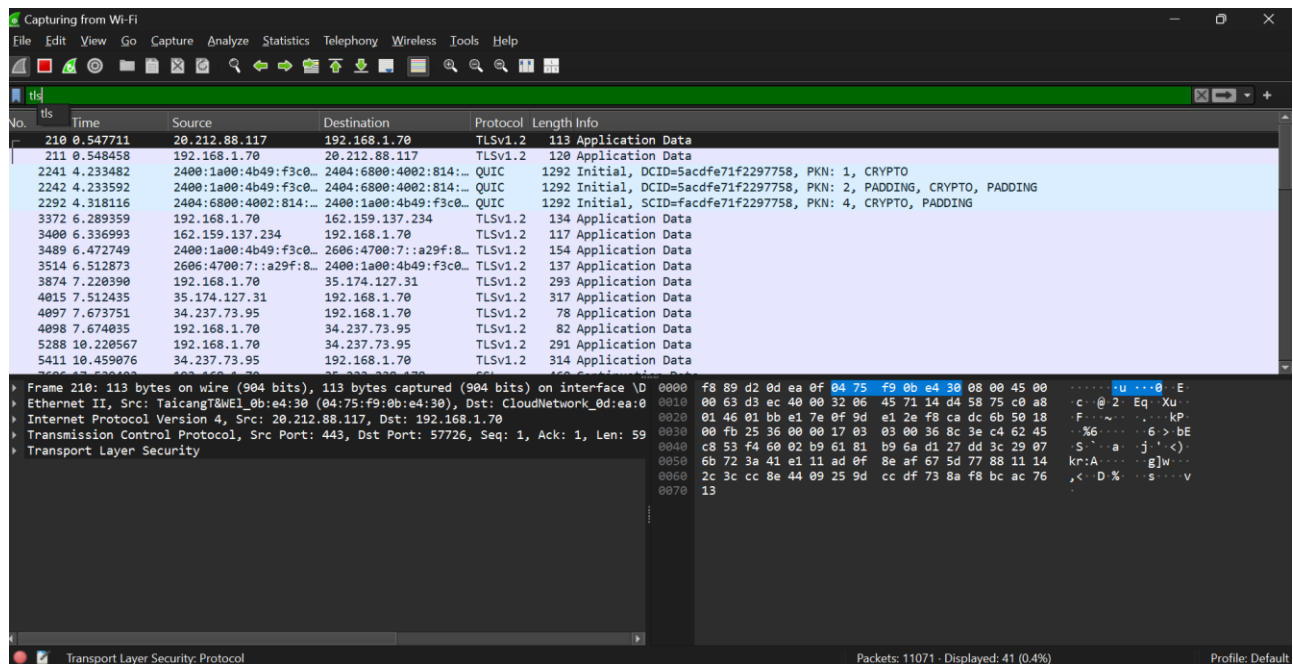 Capturing from Wi-Fi
File Edit View Go Capture Analyze Statistics Telephony Wireless Tools Help
tls
tls
No. Time Source Destination Protocol Length Info
210 0.547711 20.212.88.117 192.168.1.70 TLSv1.2 113 Application Data
211 0.548458 192.168.1.70 20.212.88.117 TLSv1.2 120 Application Data
2241 4.233482 2400:1a00:4b49:f3c0… 2404:6800:4002:814:… QUIC 1292 Initial, DCID=5acdfe71f2297758, PKN: 1, CRYPTO
2242 4.233592 2400:1a00:4b49:f3c0… 2404:6800:4002:814:… QUIC 1292 Initial, DCID=5acdfe71f2297758, PKN: 2, PADDING, CRYPTO, PADDING
2292 4.318116 2404:6800:4002:814:… 2400:1a00:4b49:f3c0… QUIC 1292 Initial, SCID=facdfe71f2297758, PKN: 4, CRYPTO, PADDING
3372 6.289359 192.168.1.70 162.159.137.234 TLSv1.2 134 Application Data
3400 6.336993 162.159.137.234 192.168.1.70 TLSv1.2 117 Application Data
3489 6.472749 2400:1a00:4b49:f3c0… 2606:4700:7::a29f:8… TLSv1.2 154 Application Data
3514 6.512873 2606:4700:7::a29f:8… 2400:1a00:4b49:f3c0… TLSv1.2 137 Application Data
3874 7.220390 192.168.1.70 35.174.127.31 TLSv1.2 293 Application Data
4015 7.512435 35.174.127.31 192.168.1.70 TLSv1.2 317 Application Data
4097 7.673751 34.237.73.95 192.168.1.70 TLSv1.2 78 Application Data
4098 7.674035 192.168.1.70 34.237.73.95 TLSv1.2 82 Application Data
5288 10.220567 192.168.1.70 34.237.73.95 TLSv1.2 291 Application Data
5411 10.459076 34.237.73.95 192.168.1.70 TLSv1.2 314 Application Data
Frame 210: 113 bytes on wire (904 bits), 113 bytes captured (904 bits) on interface \D
Ethernet II, Src: TaicangT&WEl_0b:e4:30 (04:75:f9:0b:e4:30), Dst: CloudNetwork_0d:ea:0
Internet Protocol Version 4, Src: 20.212.88.117, Dst: 192.168.1.70
Transmission Control Protocol, Src Port: 443, Dst Port: 57726, Seq: 1, Ack: 1, Len: 59
Transport Layer Security
0000 f8 89 d2 0d ea 0f 04 75 f9 0b e4 30 08 00 45 00 ·······u ···0··E·
0010 00 63 d3 ec 40 00 32 06 45 71 14 d4 58 75 c0 a8 ·c··@·2· Eq··Xu··
0020 01 46 01 bb e1 7e 0f 9d e1 2e f8 ca dc 6b 50 18 ·F···~·· ·.···kP·
0030 00 fb 25 36 00 00 17 03 03 00 36 8c 3e c4 62 45 ··%6···· ··6·>·bE
0040 c8 53 f4 60 02 b9 61 81 b9 6a d1 27 dd 3c 29 07 ·S·`··a· ·j·'·<)·
0050 6b 72 3a 41 e1 11 ad 0f 8e af 67 5d 77 88 11 14 kr:A···· ··g]w···
0060 2c 3c cc 8e 44 09 25 9d cc df 73 8a f8 bc ac 76 ,<··D·%· ··s····v
0070 13 ·
Transport Layer Security: Protocol Packets: 11071 · Displayed: 41 (0.4%) Profile: Default